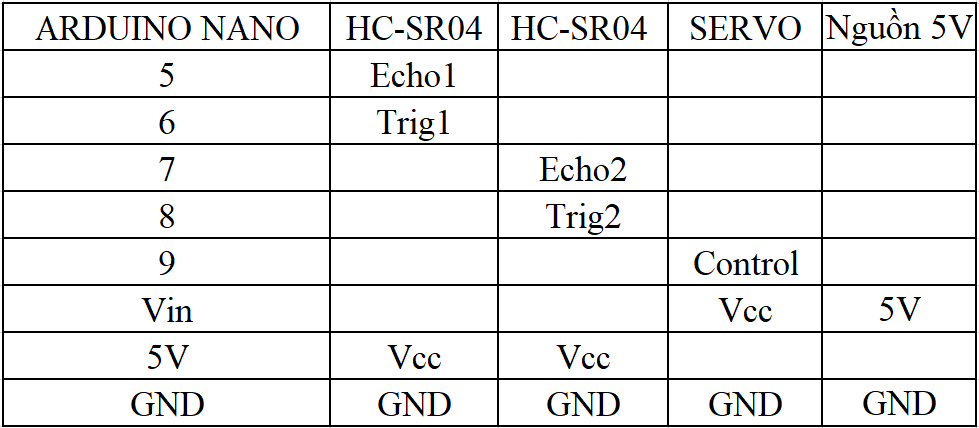 ARDUINO NANO HC-SR04 HC-SR04 SERVO Nguồn 5V
5 Echo1
6 Trig1
7 Echo2
8 Trig2
9 Control
Vin Vcc 5V
5V Vcc Vcc
GND GND GND GND GND